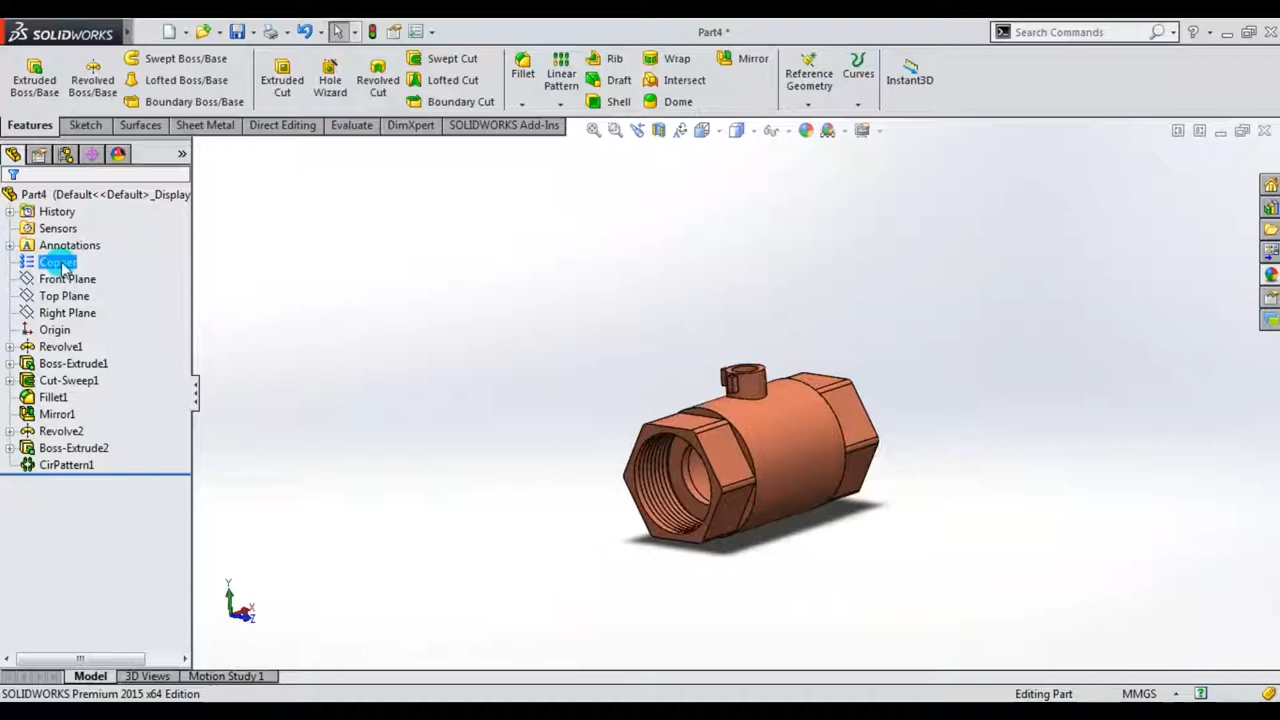 SOLIDWORKS
Part4 *
Search Commands
Extruded Boss/Base
Revolved Boss/Base
Swept Boss/Base
Lofted Boss/Base
Boundary Boss/Base
Extruded Cut
Hole Wizard
Revolved Cut
Swept Cut
Lofted Cut
Boundary Cut
Fillet
Linear Pattern
Rib
Draft
Shell
Wrap
Intersect
Dome
Mirror
Reference Geometry
Curves
Instant3D
Features Sketch Surfaces Sheet Metal Direct Editing Evaluate DimXpert SOLIDWORKS Add-Ins
Part4 (Default<<Default>_Display
History
Sensors
Annotations
Copper
Front Plane
Top Plane
Right Plane
Origin
Revolve1
Boss-Extrude1
Cut-Sweep1
Fillet1
Mirror1
Revolve2
Boss-Extrude2
CirPattern1
Y
X
Z
Model 3D Views Motion Study 1
SOLIDWORKS Premium 2015 x64 Edition Editing Part MMGS